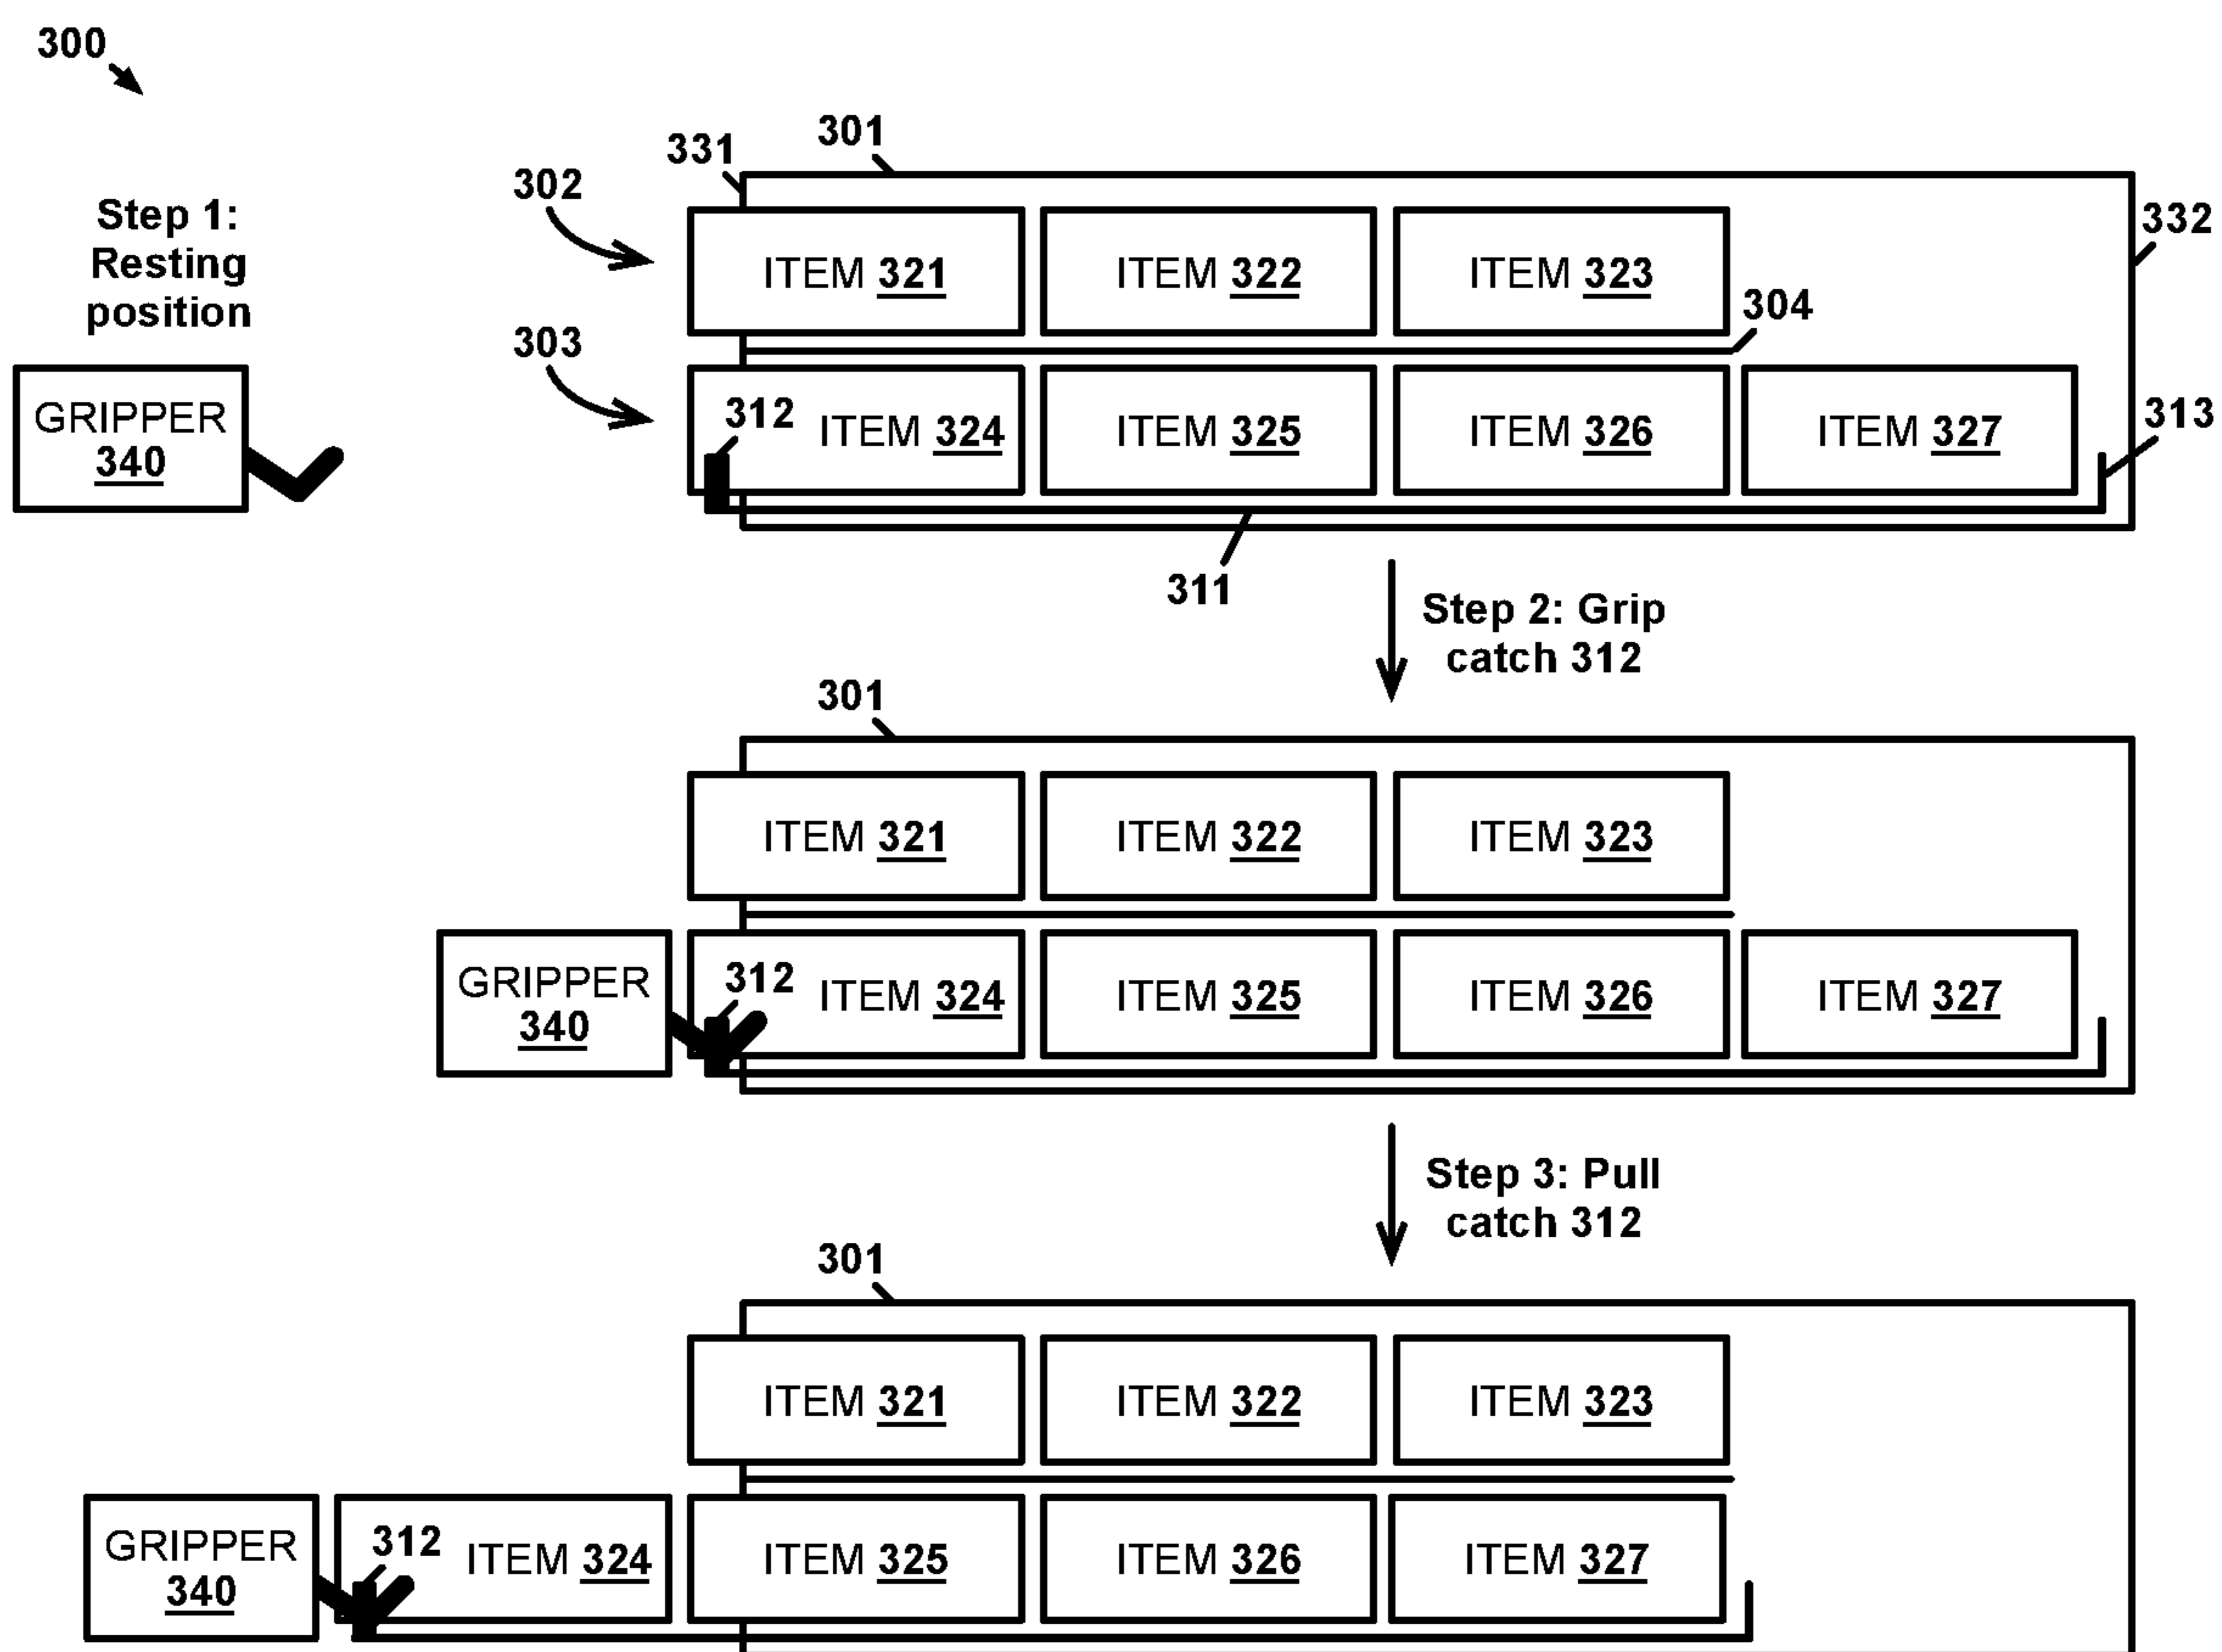 300
331
301
302
Step 1:
Resting
position
332
ITEM 321
ITEM 322
ITEM 323
304
303
GRIPPER
340
312
ITEM 324
ITEM 325
ITEM 326
ITEM 327
313
311
Step 2: Grip
catch 312
301
ITEM 321
ITEM 322
ITEM 323
GRIPPER
340
312
ITEM 324
ITEM 325
ITEM 326
ITEM 327
Step 3: Pull
catch 312
301
ITEM 321
ITEM 322
ITEM 323
GRIPPER
340
312
ITEM 324
ITEM 325
ITEM 326
ITEM 327